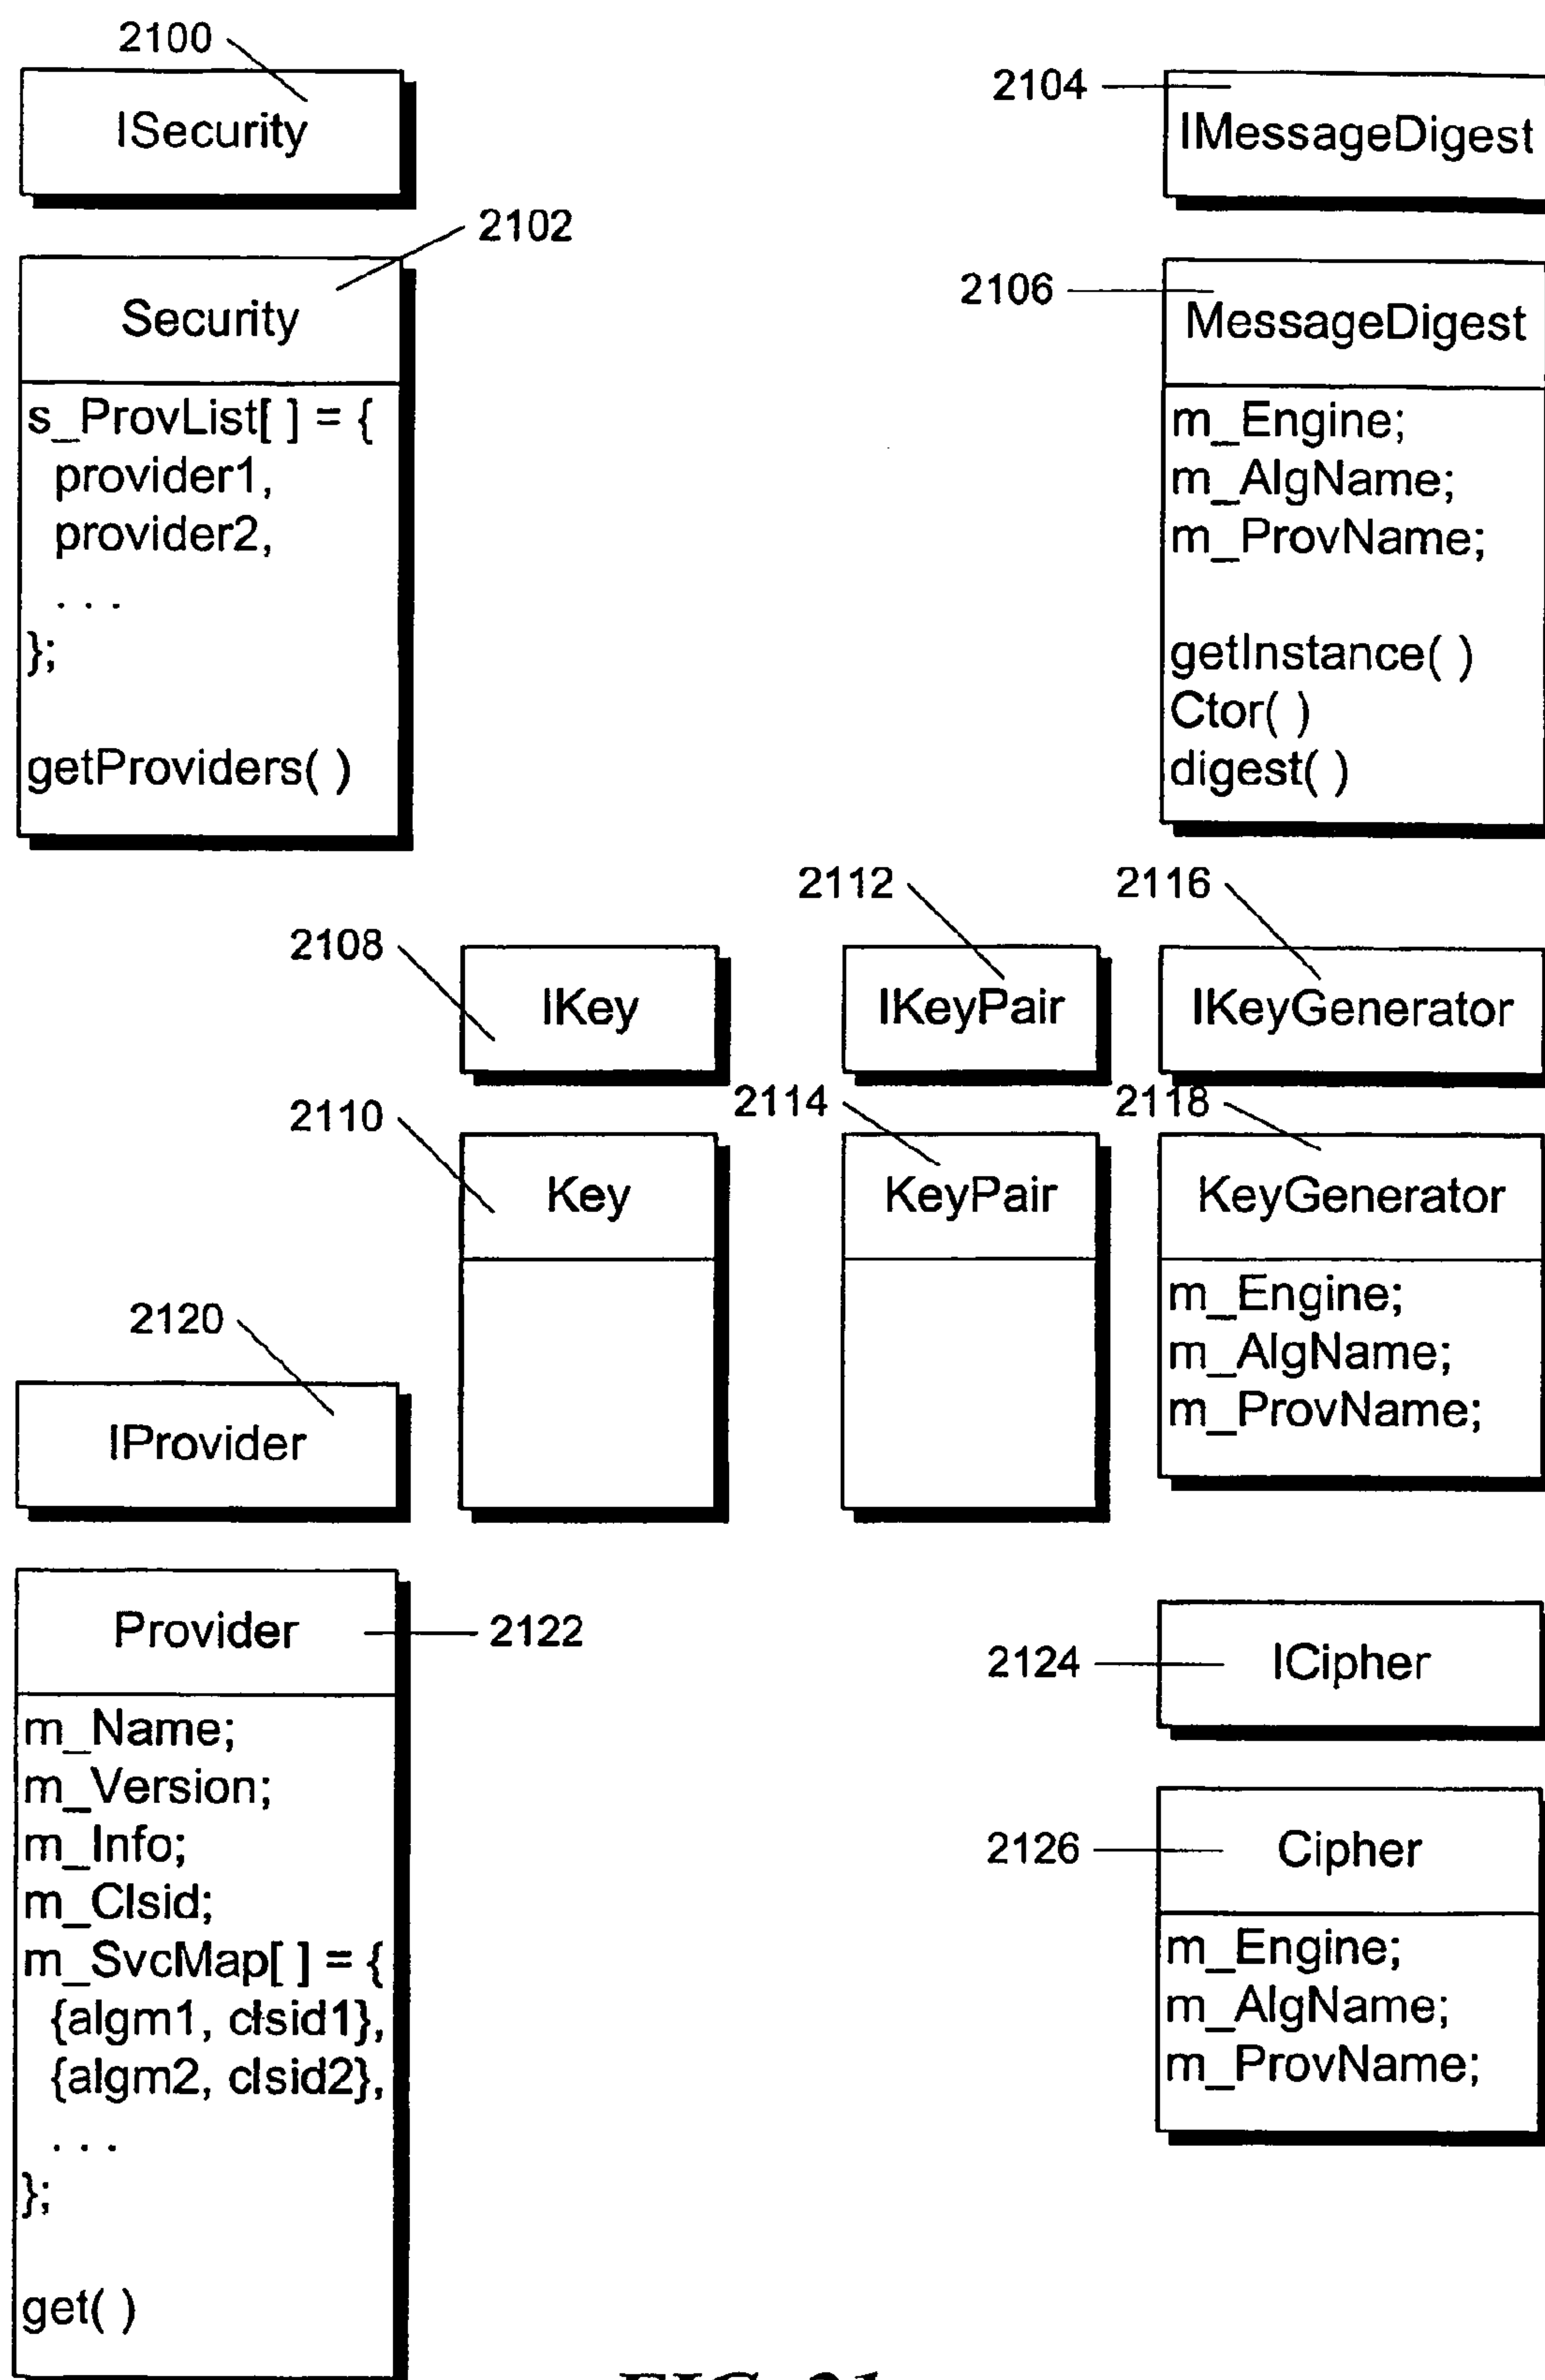 2100
ISecurity
2104
IMessageDigest
2102
Security
s_ProvList[ ] = {
provider1,
provider2,
. . .
};
getProviders( )
2106
MessageDigest
m_Engine;
m_AlgName;
m_ProvName;
getInstance( )
Ctor( )
digest( )
2108
IKey
2112
IKeyPair
2116
IKeyGenerator
2110
Key
2114
KeyPair
2118
KeyGenerator
m_Engine;
m_AlgName;
m_ProvName;
2120
IProvider
Provider
2122
m_Name;
m_Version;
m_Info;
m_Clsid;
m_SvcMap[ ] = {
{algm1, clsid1},
{algm2, clsid2},
. . .
};
get( )
2124
ICipher
2126
Cipher
m_Engine;
m_AlgName;
m_ProvName;